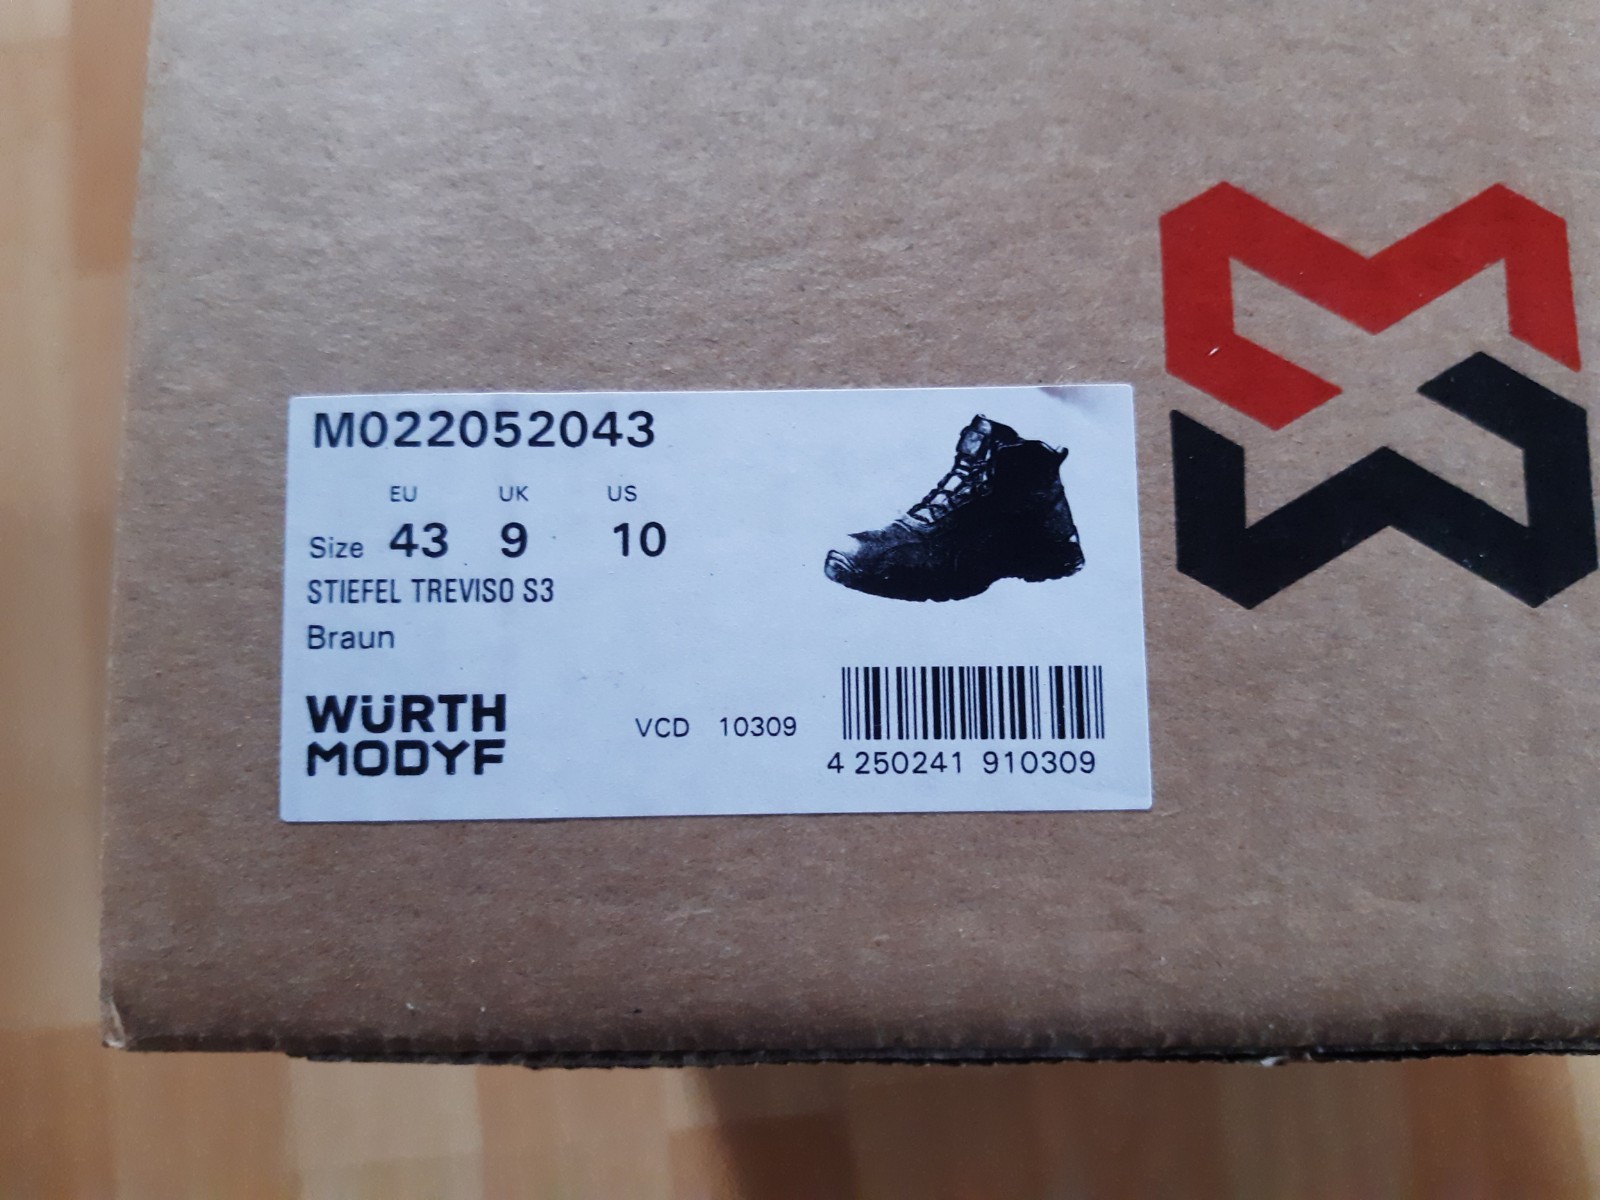 M022052043
EU UK US
Size 43 9 10
STIEFEL TREVISO S3
Braun
WÜRTH
MODYF
VCD 10309
4 250241 910309